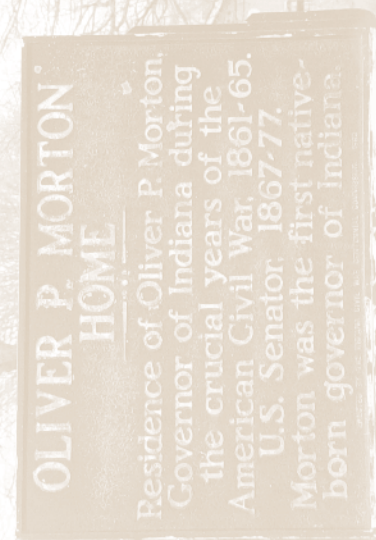 OLIVER P. MORTON
HOME
Residence of Oliver P. Morton,
Governor of Indiana during
the crucial years of the
American Civil War, 1861-65.
U.S. Senator, 1867-77.
Morton was the first native-
born governor of Indiana.